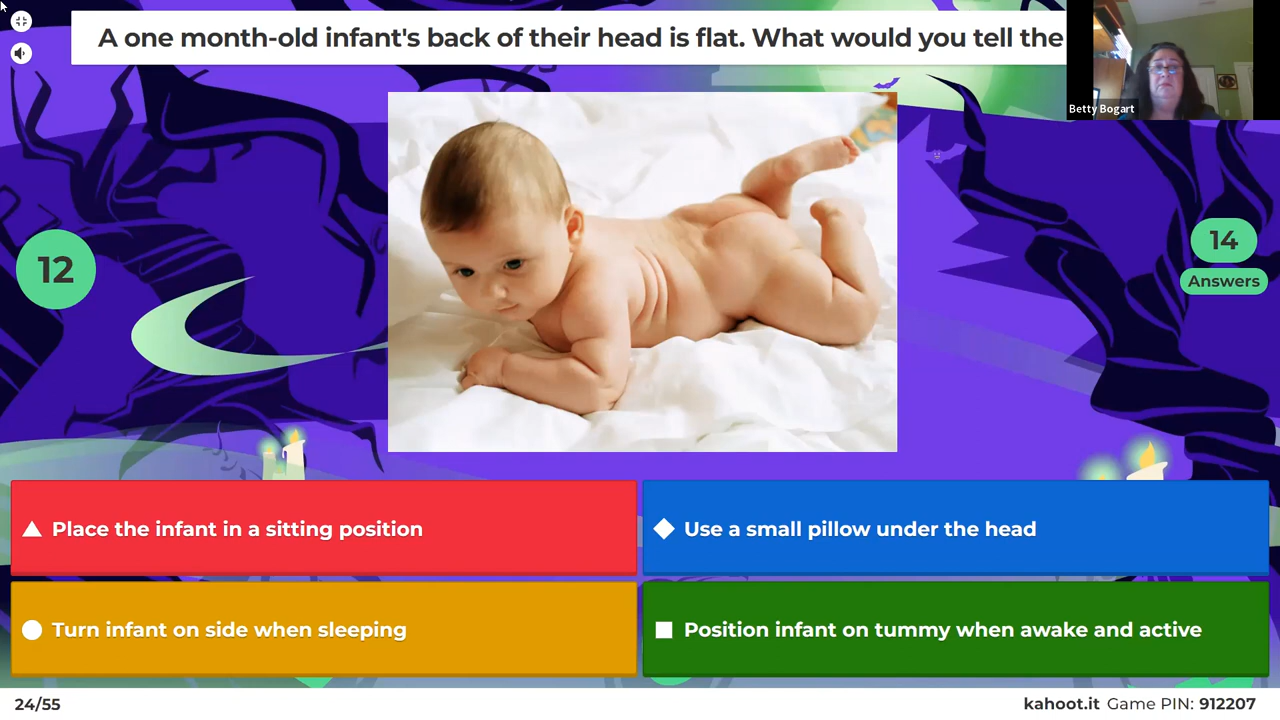 A one month-old infant's back of their head is flat. What would you tell the
Betty Bogart
12
14
Answers
Place the infant in a sitting position
Use a small pillow under the head
Turn infant on side when sleeping
Position infant on tummy when awake and active
24/55
kahoot.it Game PIN: 912207